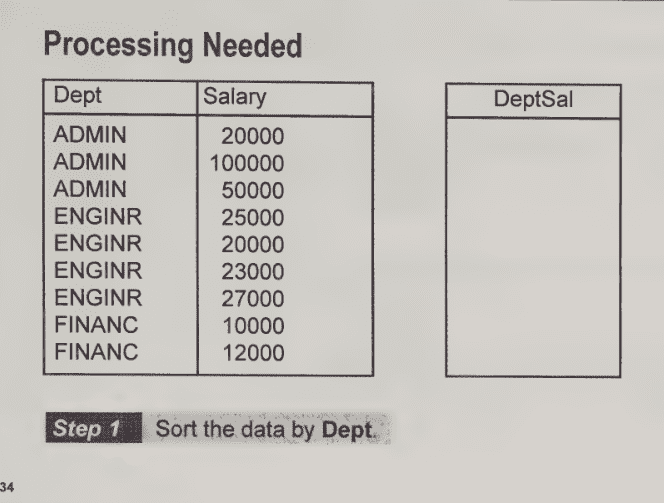 Processing Needed
Dept Salary DeptSal
ADMIN 20000
ADMIN 100000
ADMIN 50000
ENGINR 25000
ENGINR 20000
ENGINR 23000
ENGINR 27000
FINANC 10000
FINANC 12000
Step 1 Sort the data by Dept.
34